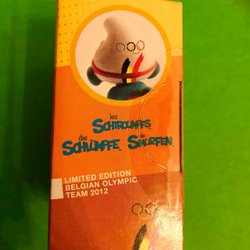 les
SCHTROUMPFS
die de
SCHLÜMPFE SMURFEN
LIMITED EDITION
BELGIAN OLYMPIC
TEAM 2012